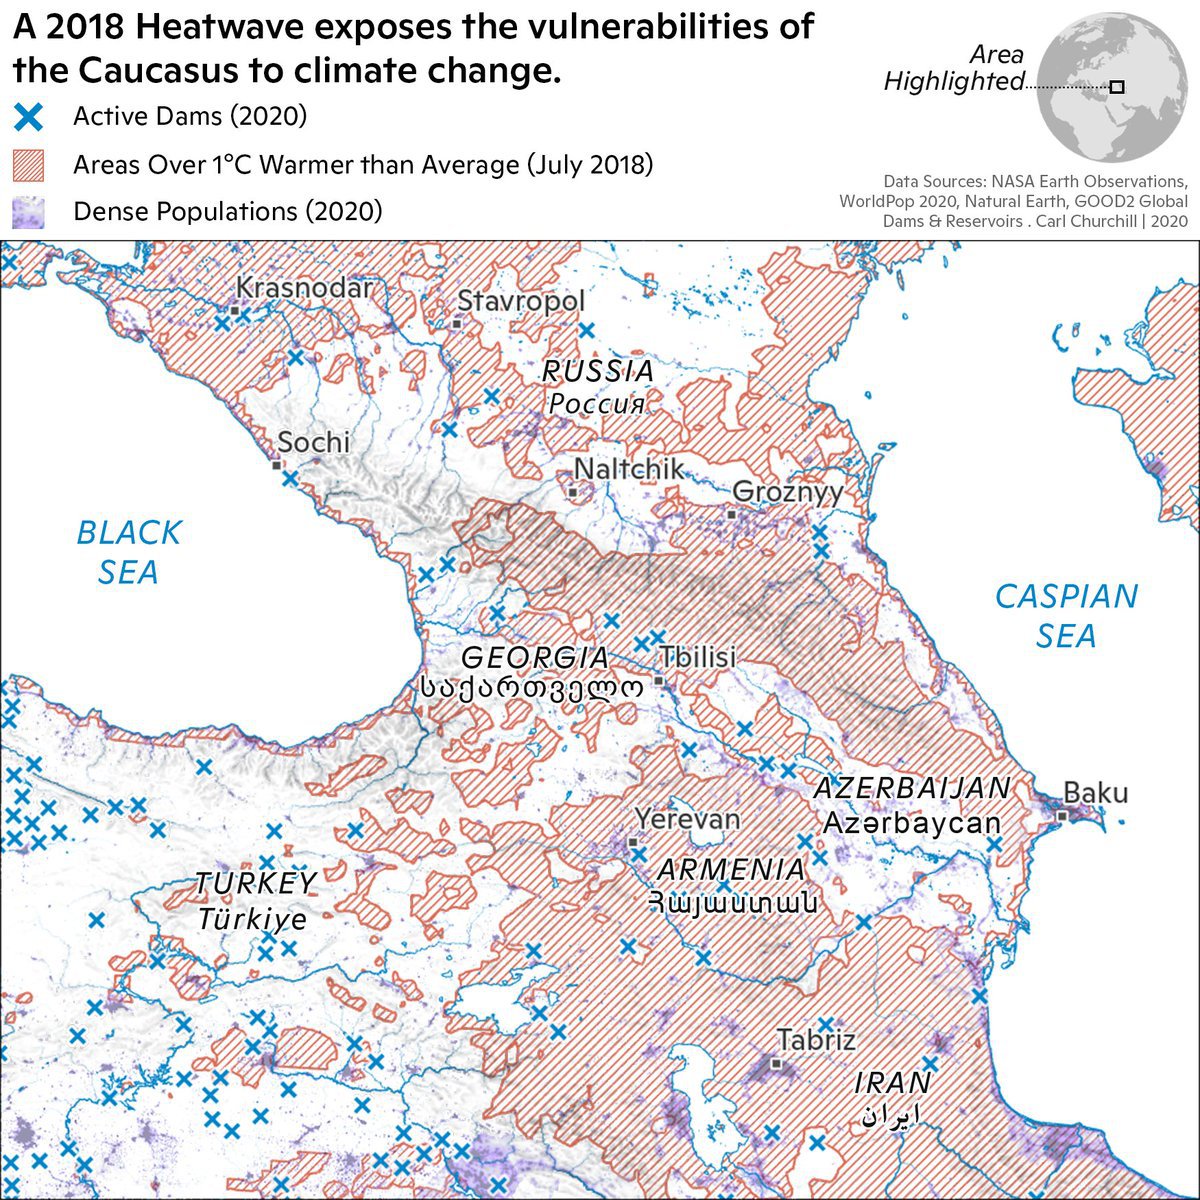 A 2018 Heatwave exposes the vulnerabilities of
the Caucasus to climate change.
Active Dams (2020)
Areas Over 1°C Warmer than Average (July 2018)
Dense Populations (2020)
Area
Highlighted
Data Sources: NASA Earth Observations,
WorldPop 2020, Natural Earth, GOOD2 Global
Dams & Reservoirs . Carl Churchill | 2020
Krasnodar
Stavropol
RUSSIA
Россия
Sochi
Naltchik
Groznyy
BLACK
SEA
CASPIAN
SEA
GEORGIA
საქართველო
Tbilisi
AZERBAIJAN
Azərbaycan
Baku
Yerevan
ARMENIA
Հայաստան
TURKEY
Türkiye
Tabriz
IRAN
ایران